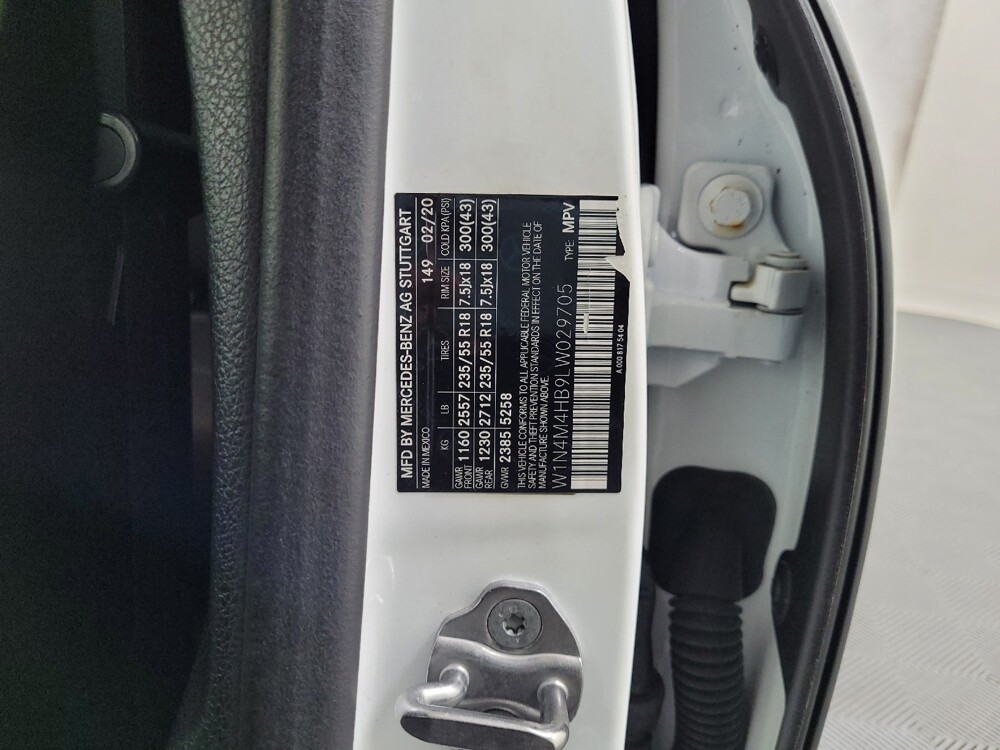 MFD BY MERCEDES-BENZ AG STUTTGART
MADE IN MEXICO 149 02/'20
KG LB TIRES RIM SIZE COLD KPA(PSI)
GAWR FRONT 1160 2557 235/55 R18 7.5Jx18 300(43)
GAWR REAR 1230 2712 235/55 R18 7.5Jx18 300(43)
GVWR 2385 5258
THIS VEHICLE CONFORMS TO ALL APPLICABLE FEDERAL MOTOR VEHICLE
SAFETY AND THEFT PREVENTION STANDARDS IN EFFECT ON THE DATE OF
MANUFACTURE SHOWN ABOVE.
W1N4M4HB9LW029705 TYPE: MPV
A 000 817 54 04